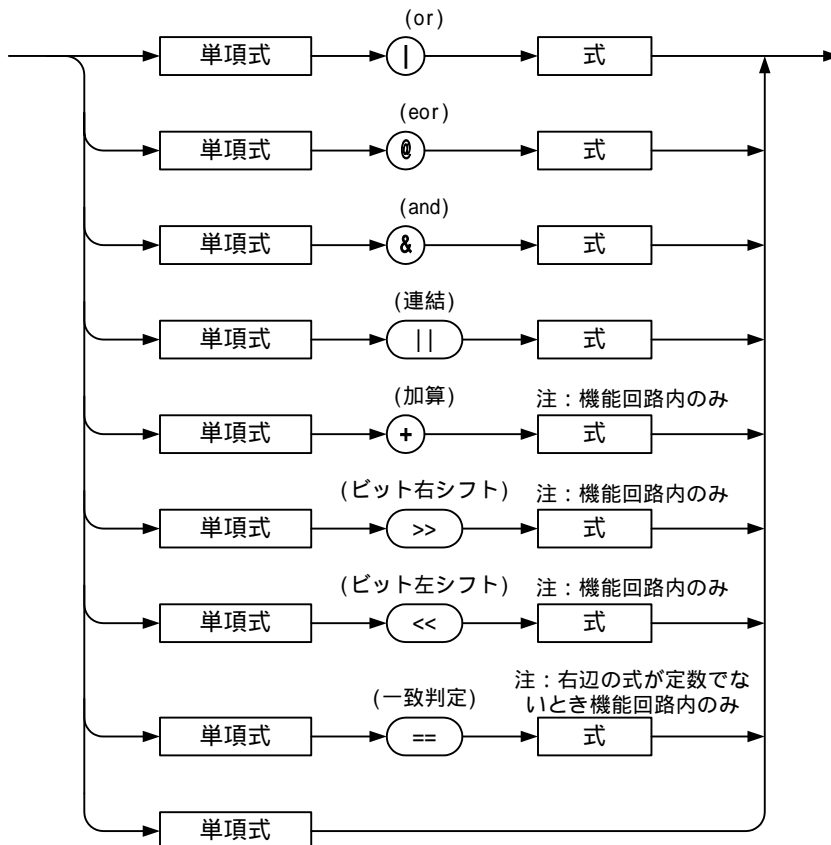 (or)
単項式 | 式
(eor)
単項式 @ 式
(and)
単項式 & 式
(連結)
単項式 || 式
(加算) 注：機能回路内のみ
単項式 + 式
(ビット右シフト) 注：機能回路内のみ
単項式 >> 式
(ビット左シフト) 注：機能回路内のみ
単項式 << 式
(一致判定) 注：右辺の式が定数でな
いとき機能回路内のみ
単項式 == 式
単項式